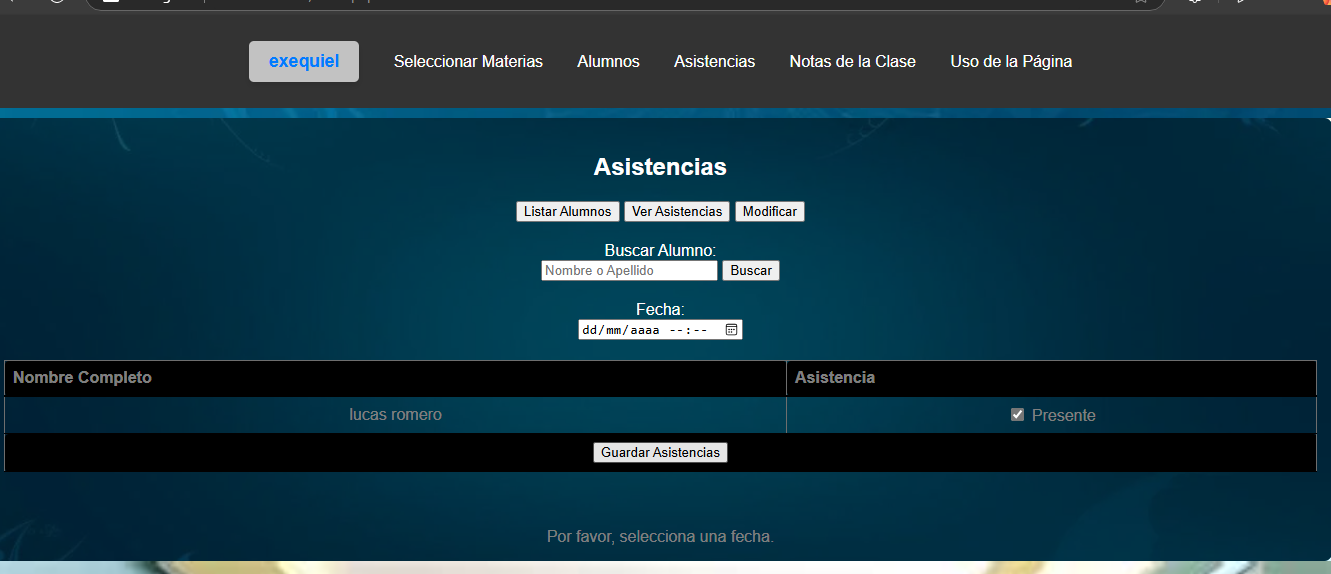 exequiel Seleccionar Materias Alumnos Asistencias Notas de la Clase Uso de la Página
Asistencias
Listar Alumnos Ver Asistencias Modificar
Buscar Alumno:
Nombre o Apellido Buscar
Fecha:
dd/mm/aaaa --:--
Nombre Completo Asistencia
lucas romero Presente
Guardar Asistencias
Por favor, selecciona una fecha.